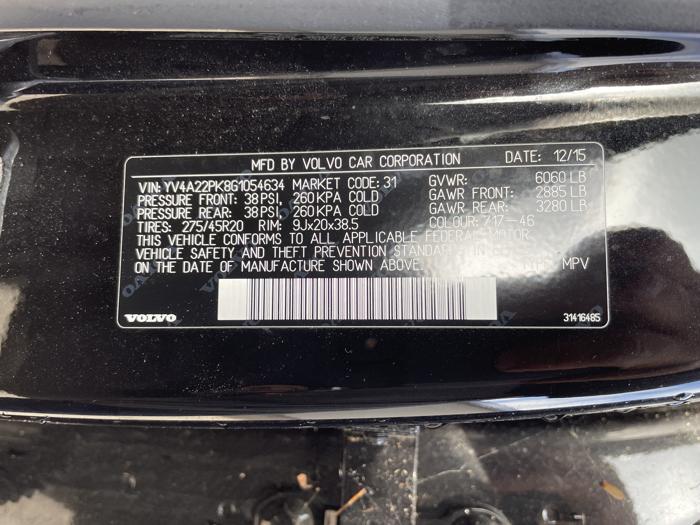 MFD BY VOLVO CAR CORPORATION DATE: 12/15
VIN: YV4A22PK8G1054634 MARKET CODE: 31 GVWR: 6060 LB
PRESSURE FRONT: 38 PSI, 260 KPA COLD GAWR FRONT: 2885 LB
PRESSURE REAR: 38 PSI, 260 KPA COLD GAWR REAR: 3280 LB
TIRES: 275/45R20 RIM: 9Jx20x38.5 COLOUR: 717-46
THIS VEHICLE CONFORMS TO ALL APPLICABLE FEDERAL MOTOR
VEHICLE SAFETY AND THEFT PREVENTION STANDARDS
ON THE DATE OF MANUFACTURE SHOWN ABOVE. TYPE: MPV
VOLVO 31416485